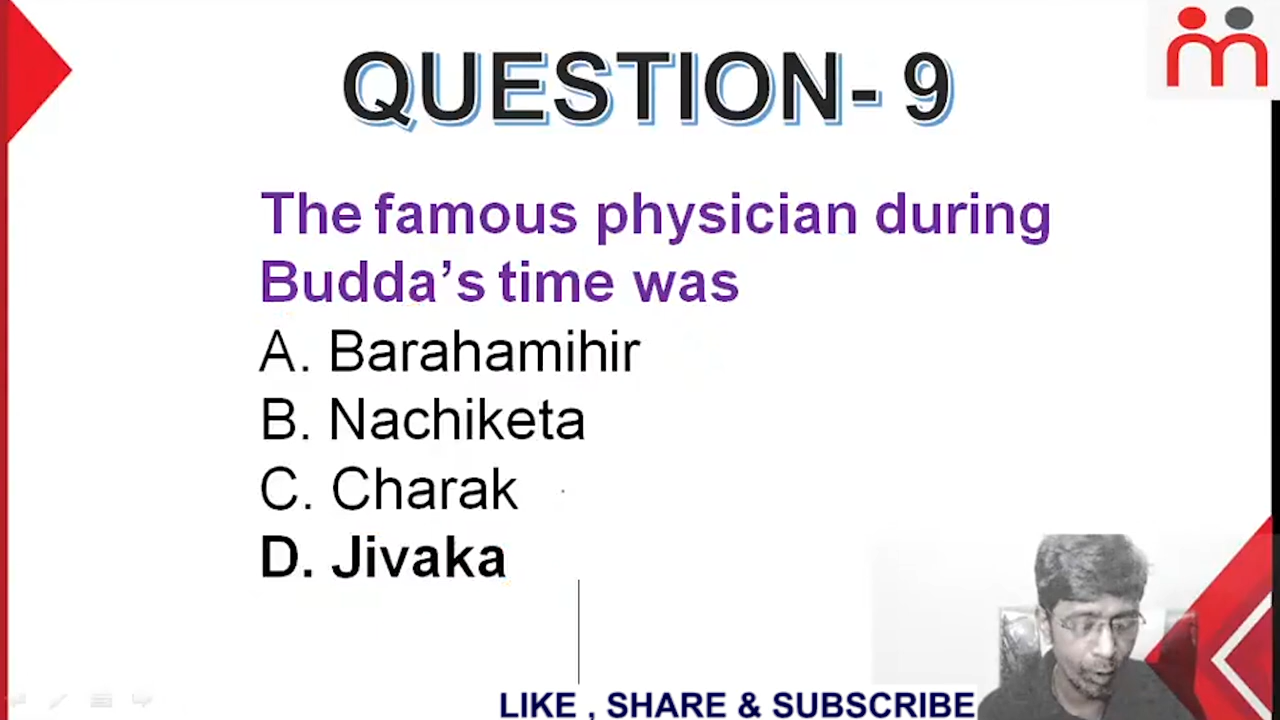 QUESTION- 9
The famous physician during
Budda's time was
A. Barahamihir
B. Nachiketa
C. Charak
D. Jivaka
LIKE , SHARE & SUBSCRIBE